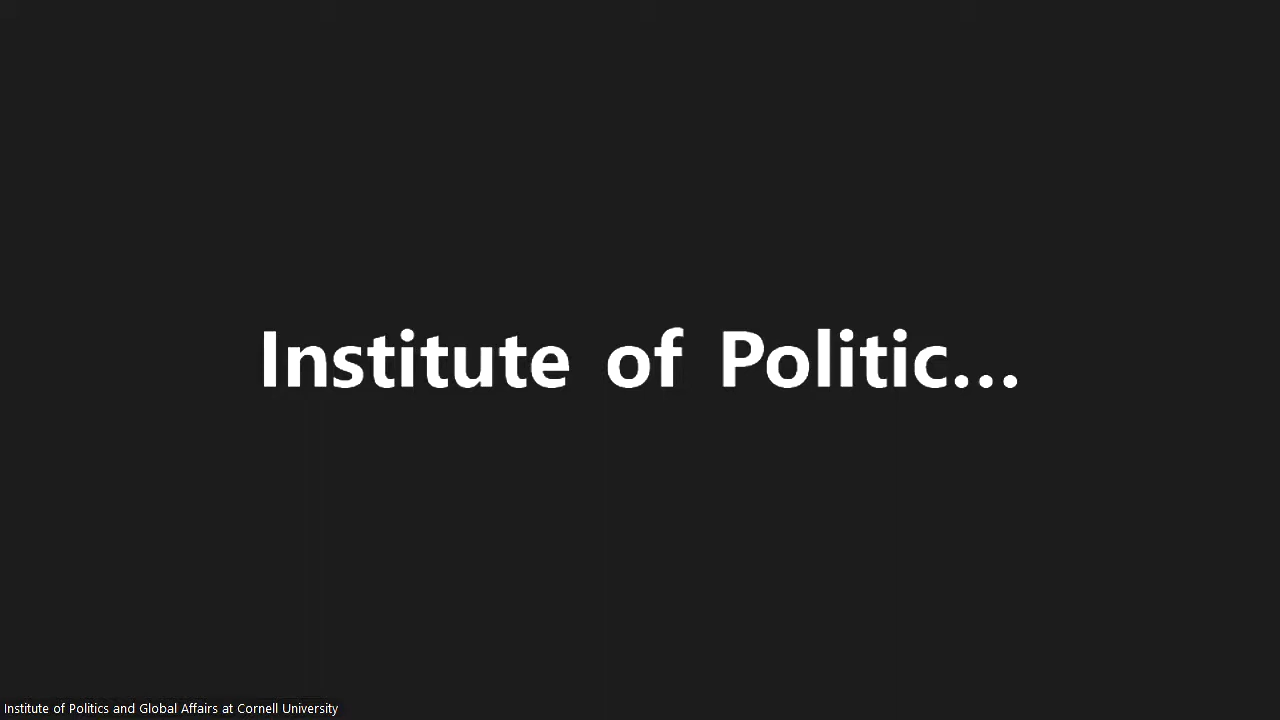 Institute of Politic...
Institute of Politics and Global Affairs at Cornell University